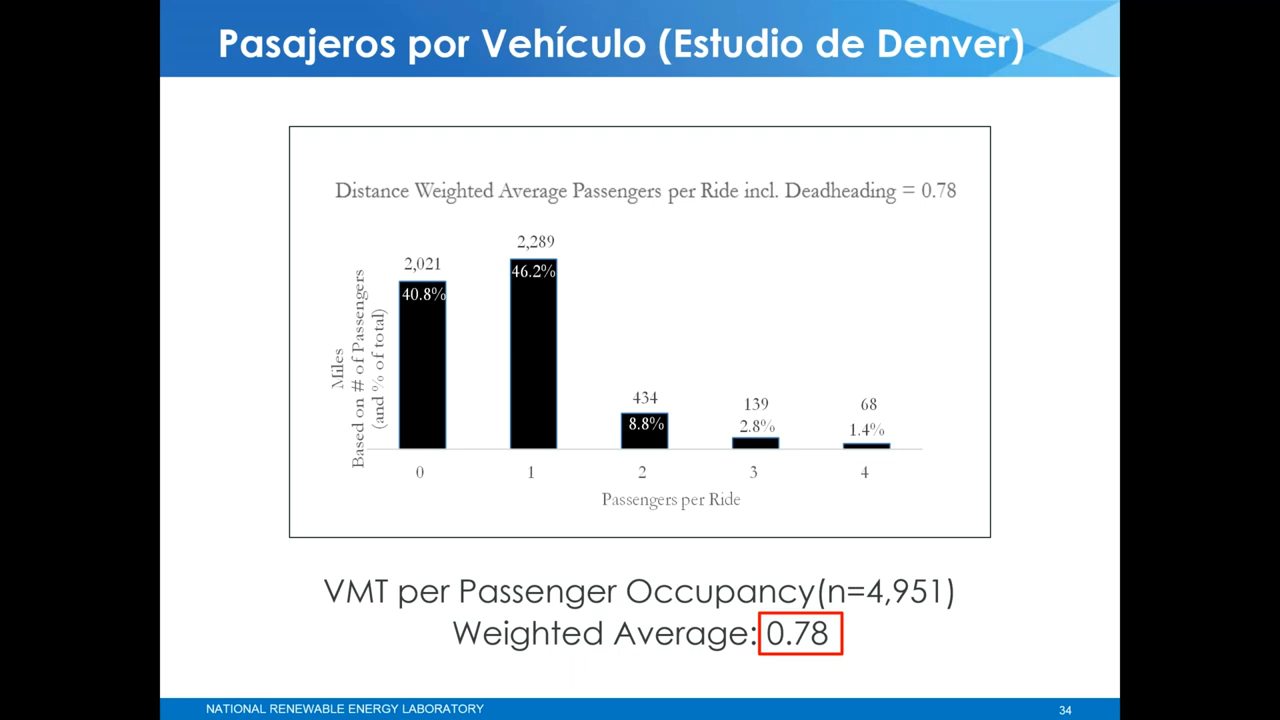 Pasajeros por Vehículo (Estudio de Denver)
Distance Weighted Average Passengers per Ride incl. Deadheading = 0.78
Miles
Based on # of Passengers
(and % of total)
2,021
40.8%
2,289
46.2%
434
8.8%
139
2.8%
68
1.4%
0 1 2 3 4
Passengers per Ride
VMT per Passenger Occupancy(n=4,951)
Weighted Average: 0.78
NATIONAL RENEWABLE ENERGY LABORATORY
34